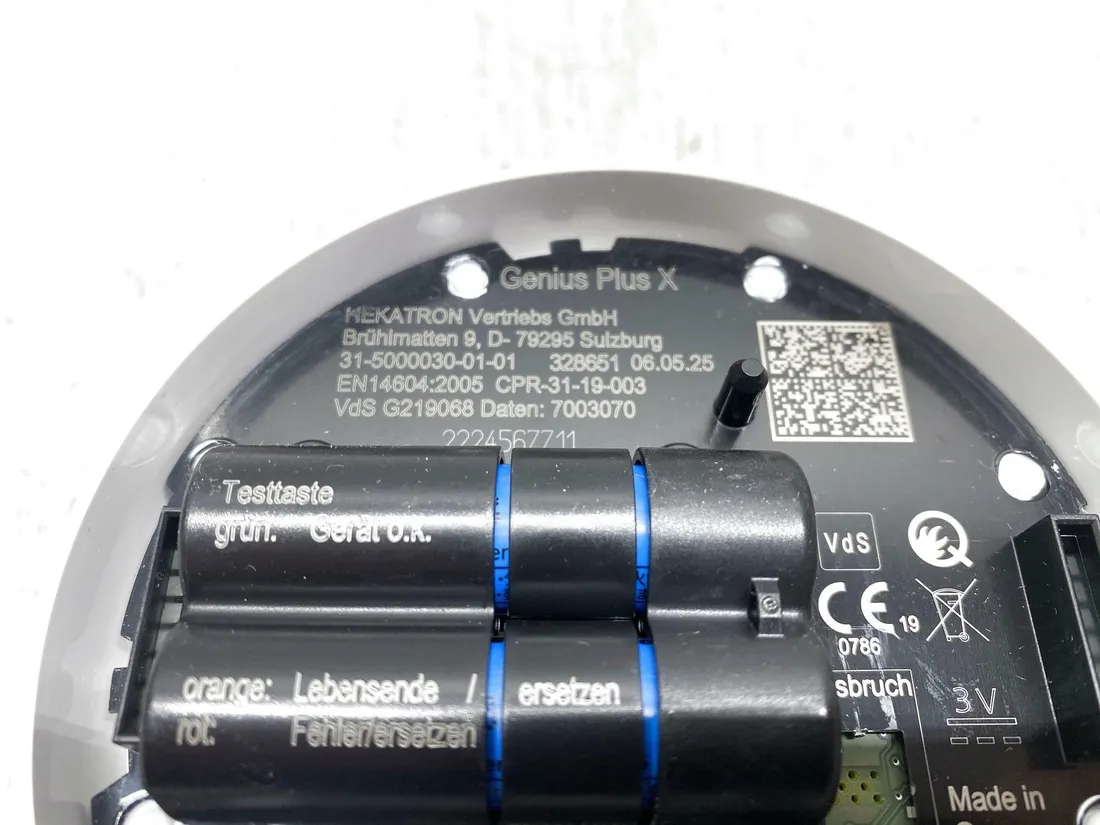 Genius Plus X
HEKATRON Vertriebs GmbH
Brühlmatten 9, D- 79295 Sulzburg
31-5000030-01-01 328651 06.05.25
EN14604:2005 CPR-31-19-003
VdS G219068 Daten: 7003070
2224567711
Testtaste
grün: Gerät o.k.
er
VdS
Q
CE 19
0786
orange: Lebensende / ersetzen
rot: Fehler/ersetzen
sbruch
3V
Made in